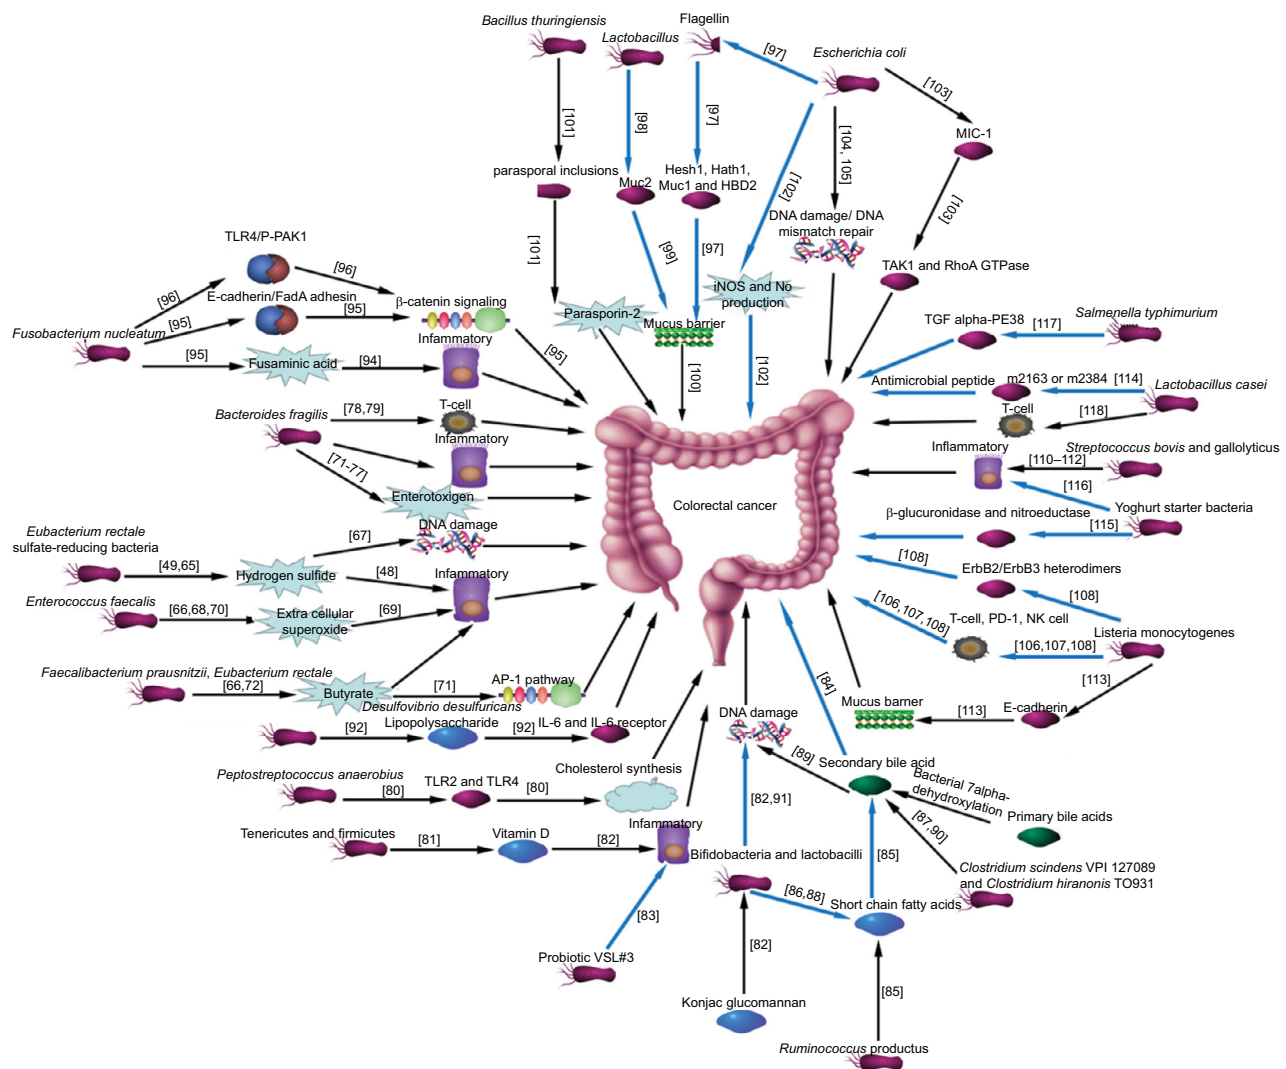 Bacillus thuringiensis
Lactobacillus
Flagellin
Escherichia coli
[97]
[103]
[101]
[98]
[97]
[104, 105]
[102]
MIC-1
parasporal inclusions
Muc2
Hesh1, Hath1,
Muc1 and HBD2
[103]
[101]
[99]
[97]
DNA damage/ DNA
mismatch repair
TAK1 and RhoA GTPase
iNOS and No
production
Parasporin-2
Mucus barrier
[100]
[102]
TLR4/P-PAK1
[96]
[96]
E-cadherin/FadA adhesin
[95]
[95]
β-catenin signaling
Fusobacterium nucleatum
[95]
Fusaminic acid
[94]
Infammatory
[95]
TGF alpha-PE38
[117]
Salmonella typhimurium
Antimicrobial peptide
m2163 or m2384
[114]
Lactobacillus casei
T-cell
[118]
Bacteroides fragilis
[78,79]
T-cell
Infammatory
[71-77]
Enterotoxigen
Inflammatory
Streptococcus bovis and gallolyticus
[110–112]
[116]
Yoghurt starter bacteria
β-glucuronidase and nitroeductase
[115]
Colorectal cancer
Eubacterium rectale
sulfate-reducing bacteria
[49,65]
Hydrogen sulfide
[67]
DNA damage
[48]
Infammatory
Enterococcus faecalis
[66,68,70]
Extra cellular
superoxide
[69]
[108]
ErbB2/ErbB3 heterodimers
[108]
[106,107,108]
T-cell, PD-1, NK cell
[106,107,108]
Listeria monocytogenes
[113]
E-cadherin
[113]
Mucus barner
Faecalibacterium prausnitzii, Eubacterium rectale
[66,72]
Butyrate
[71]
AP-1 pathway
Desulfovibrio desulfuricans
[92]
Lipopolysaccharide
[92]
IL-6 and IL-6 receptor
Peptostreptococcus anaerobius
[80]
TLR2 and TLR4
[80]
Cholesterol synthesis
Tenericutes and firmicutes
[81]
Vitamin D
[82]
Infammatory
[83]
Probiotic VSL#3
DNA damage
[84]
[89]
Secondary bile acid
Bacterial 7alpha-
dehydroxylation
Primary bile acids
[82,91]
[87,90]
[85]
Bifidobacteria and lactobacilli
Clostridium scindens VPI 127089
and Clostridium hiranonis TO931
[86,88]
Short chain fatty acids
[82]
Konjac glucomannan
[85]
Ruminococcus productus